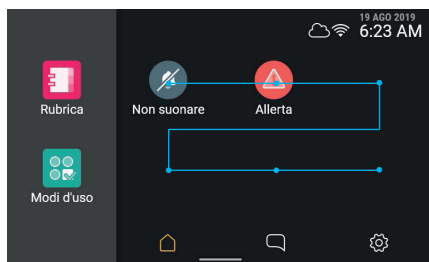 19 AGO 2019
6:23 AM
Rubrica
Non suonare
Allerta
Modi d'uso